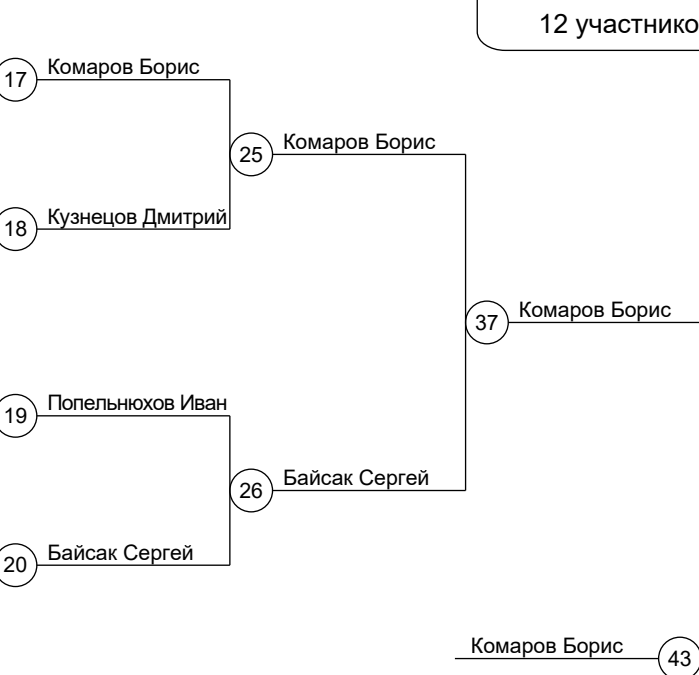 12 участнико
17 Комаров Борис
25 Комаров Борис
18 Кузнецов Дмитрий
37 Комаров Борис
19 Попельнюхов Иван
26 Байсак Сергей
20 Байсак Сергей
Комаров Борис 43